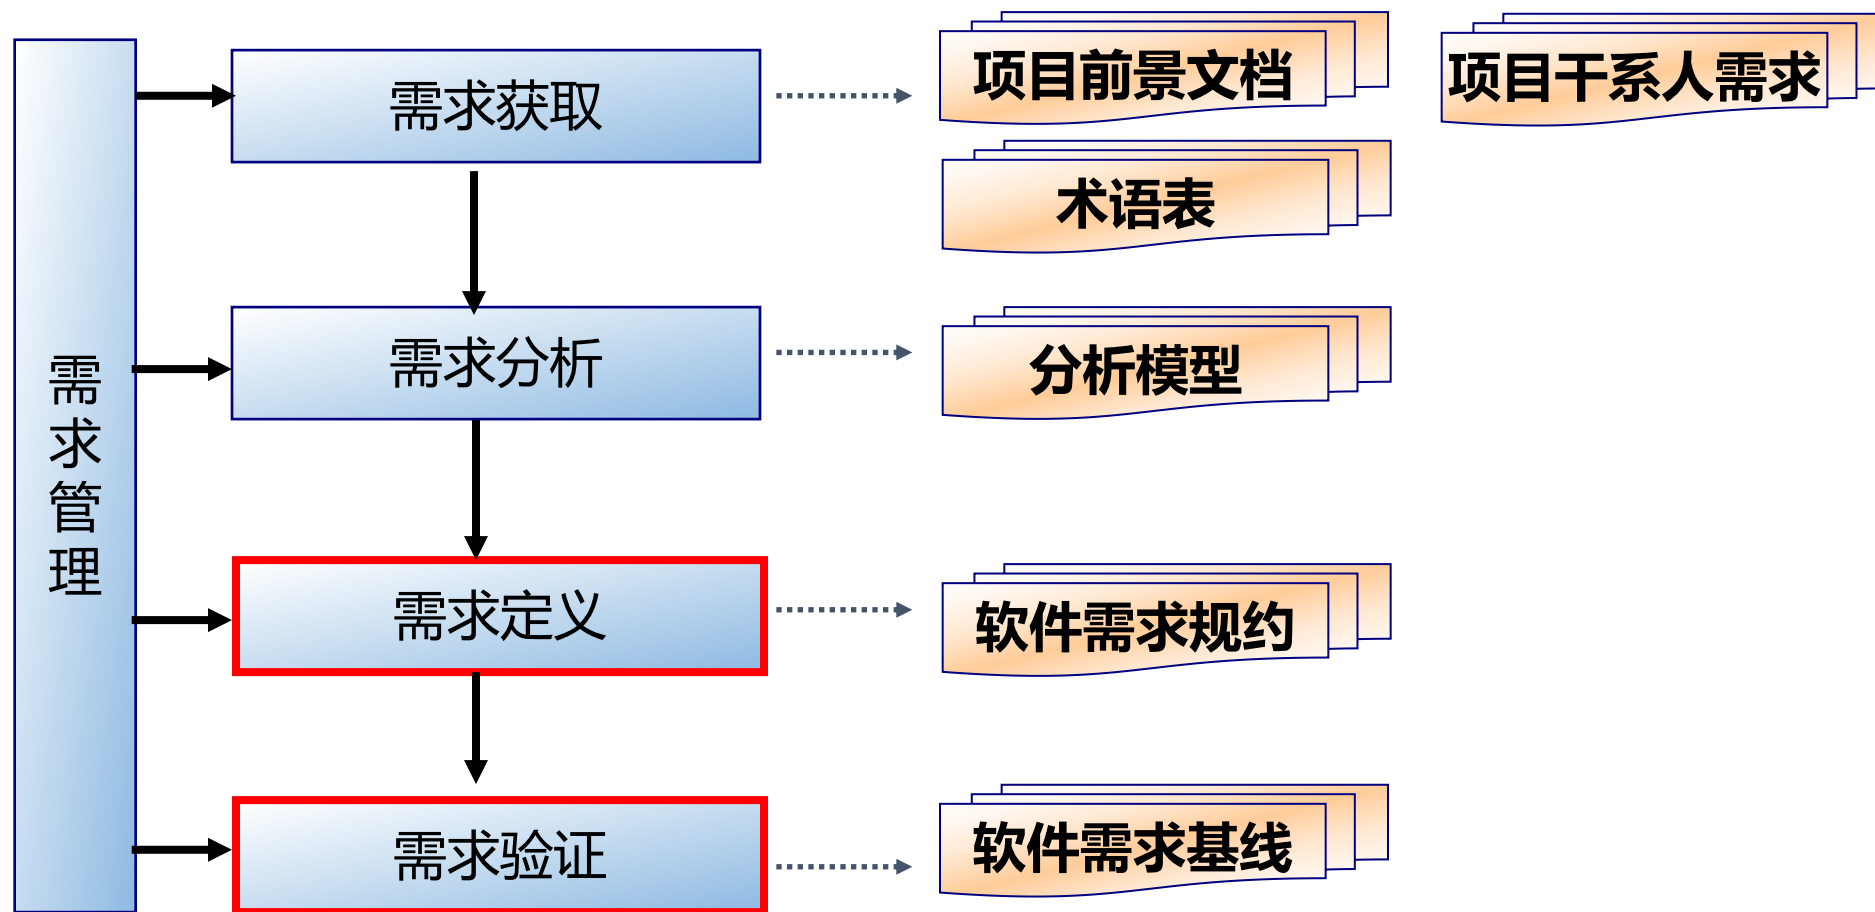 需求管理
需求获取
项目前景文档
项目干系人需求
术语表
需求分析
分析模型
需求定义
软件需求规约
需求验证
软件需求基线